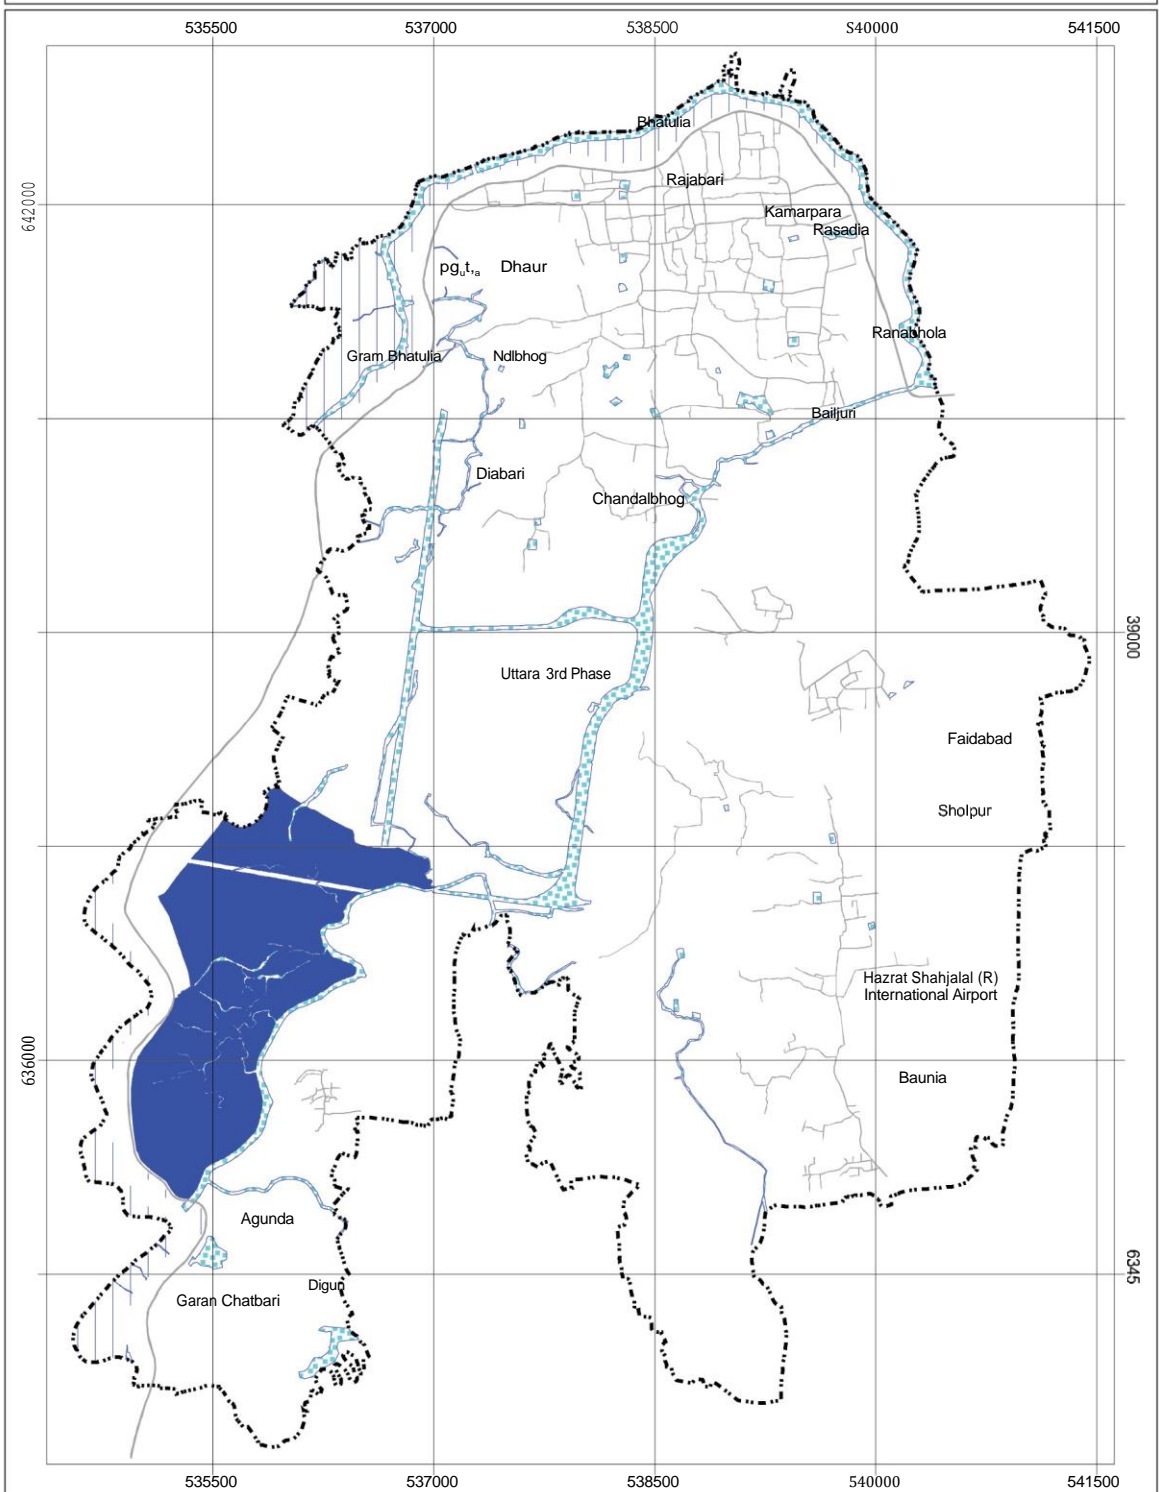 535500 537000 538500 S40000 541500
Bhatulia
Rajabari
642000
Kamarpara
Rasadia
pgut,a Dhaur
Ranabhola
Gram Bhatulia Ndlbhog
Bailjuri
Diabari
Chandalbhog
39000
Uttara 3rd Phase
Faidabad
Sholpur
Hazrat Shahjalal (R)
International Airport
636000
Baunia
Agunda
6345
Digun
Garan Chatbari
535500 537000 538500 540000 541500